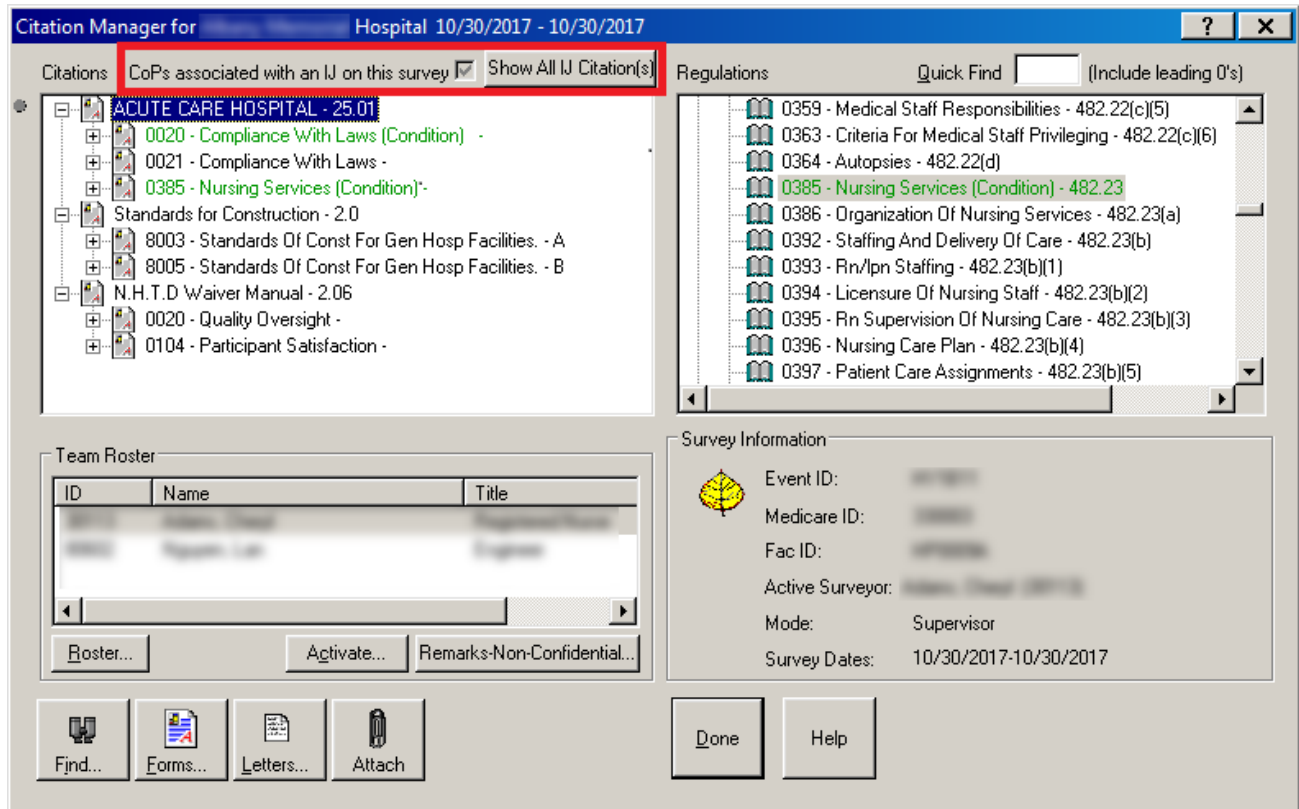 Citation Manager for Hospital 10/30/2017 - 10/30/2017
? X
Citations CoPs associated with an IJ on this survey Show All IJ Citation(s)
ACUTE CARE HOSPITAL - 25.01
0020 - Compliance With Laws (Condition) -
0021 - Compliance With Laws -
0385 - Nursing Services (Condition) -
Standards for Construction - 2.0
8003 - Standards Of Const For Gen Hosp Facilities. - A
8005 - Standards Of Const For Gen Hosp Facilities. - B
N.H.T.D Waiver Manual - 2.06
0020 - Quality Oversight -
0104 - Participant Satisfaction -
Regulations Quick Find (Include leading 0's)
0359 - Medical Staff Responsibilities - 482.22(c)(5)
0363 - Criteria For Medical Staff Privileging - 482.22(c)(6)
0364 - Autopsies - 482.22(d)
0385 - Nursing Services (Condition) - 482.23
0386 - Organization Of Nursing Services - 482.23(a)
0392 - Staffing And Delivery Of Care - 482.23(b)
0393 - Rn/lpn Staffing - 482.23(b)(1)
0394 - Licensure Of Nursing Staff - 482.23(b)(2)
0395 - Rn Supervision Of Nursing Care - 482.23(b)(3)
0396 - Nursing Care Plan - 482.23(b)(4)
0397 - Patient Care Assignments - 482.23(b)(5)
Team Roster
ID Name Title
Roster... Activate... Remarks-Non-Confidential...
Survey Information
Event ID:
Medicare ID:
Fac ID:
Active Surveyor:
Mode: Supervisor
Survey Dates: 10/30/2017-10/30/2017
Find... Forms... Letters... Attach
Done Help